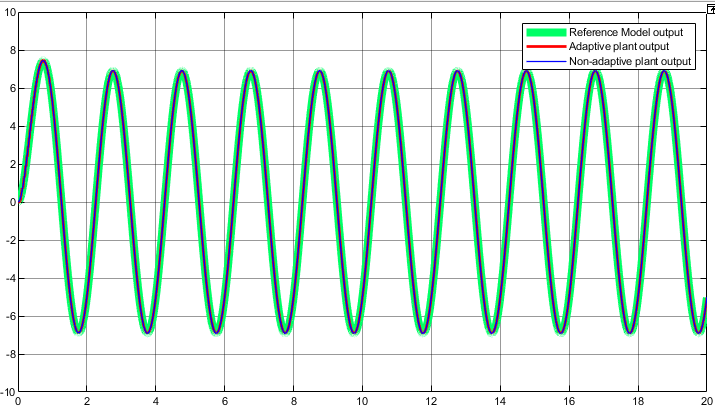 10
8
6
4
2
0
-2
-4
-6
-8
-10
0 2 4 6 8 10 12 14 16 18 20
Reference Model output
Adaptive plant output
Non-adaptive plant output